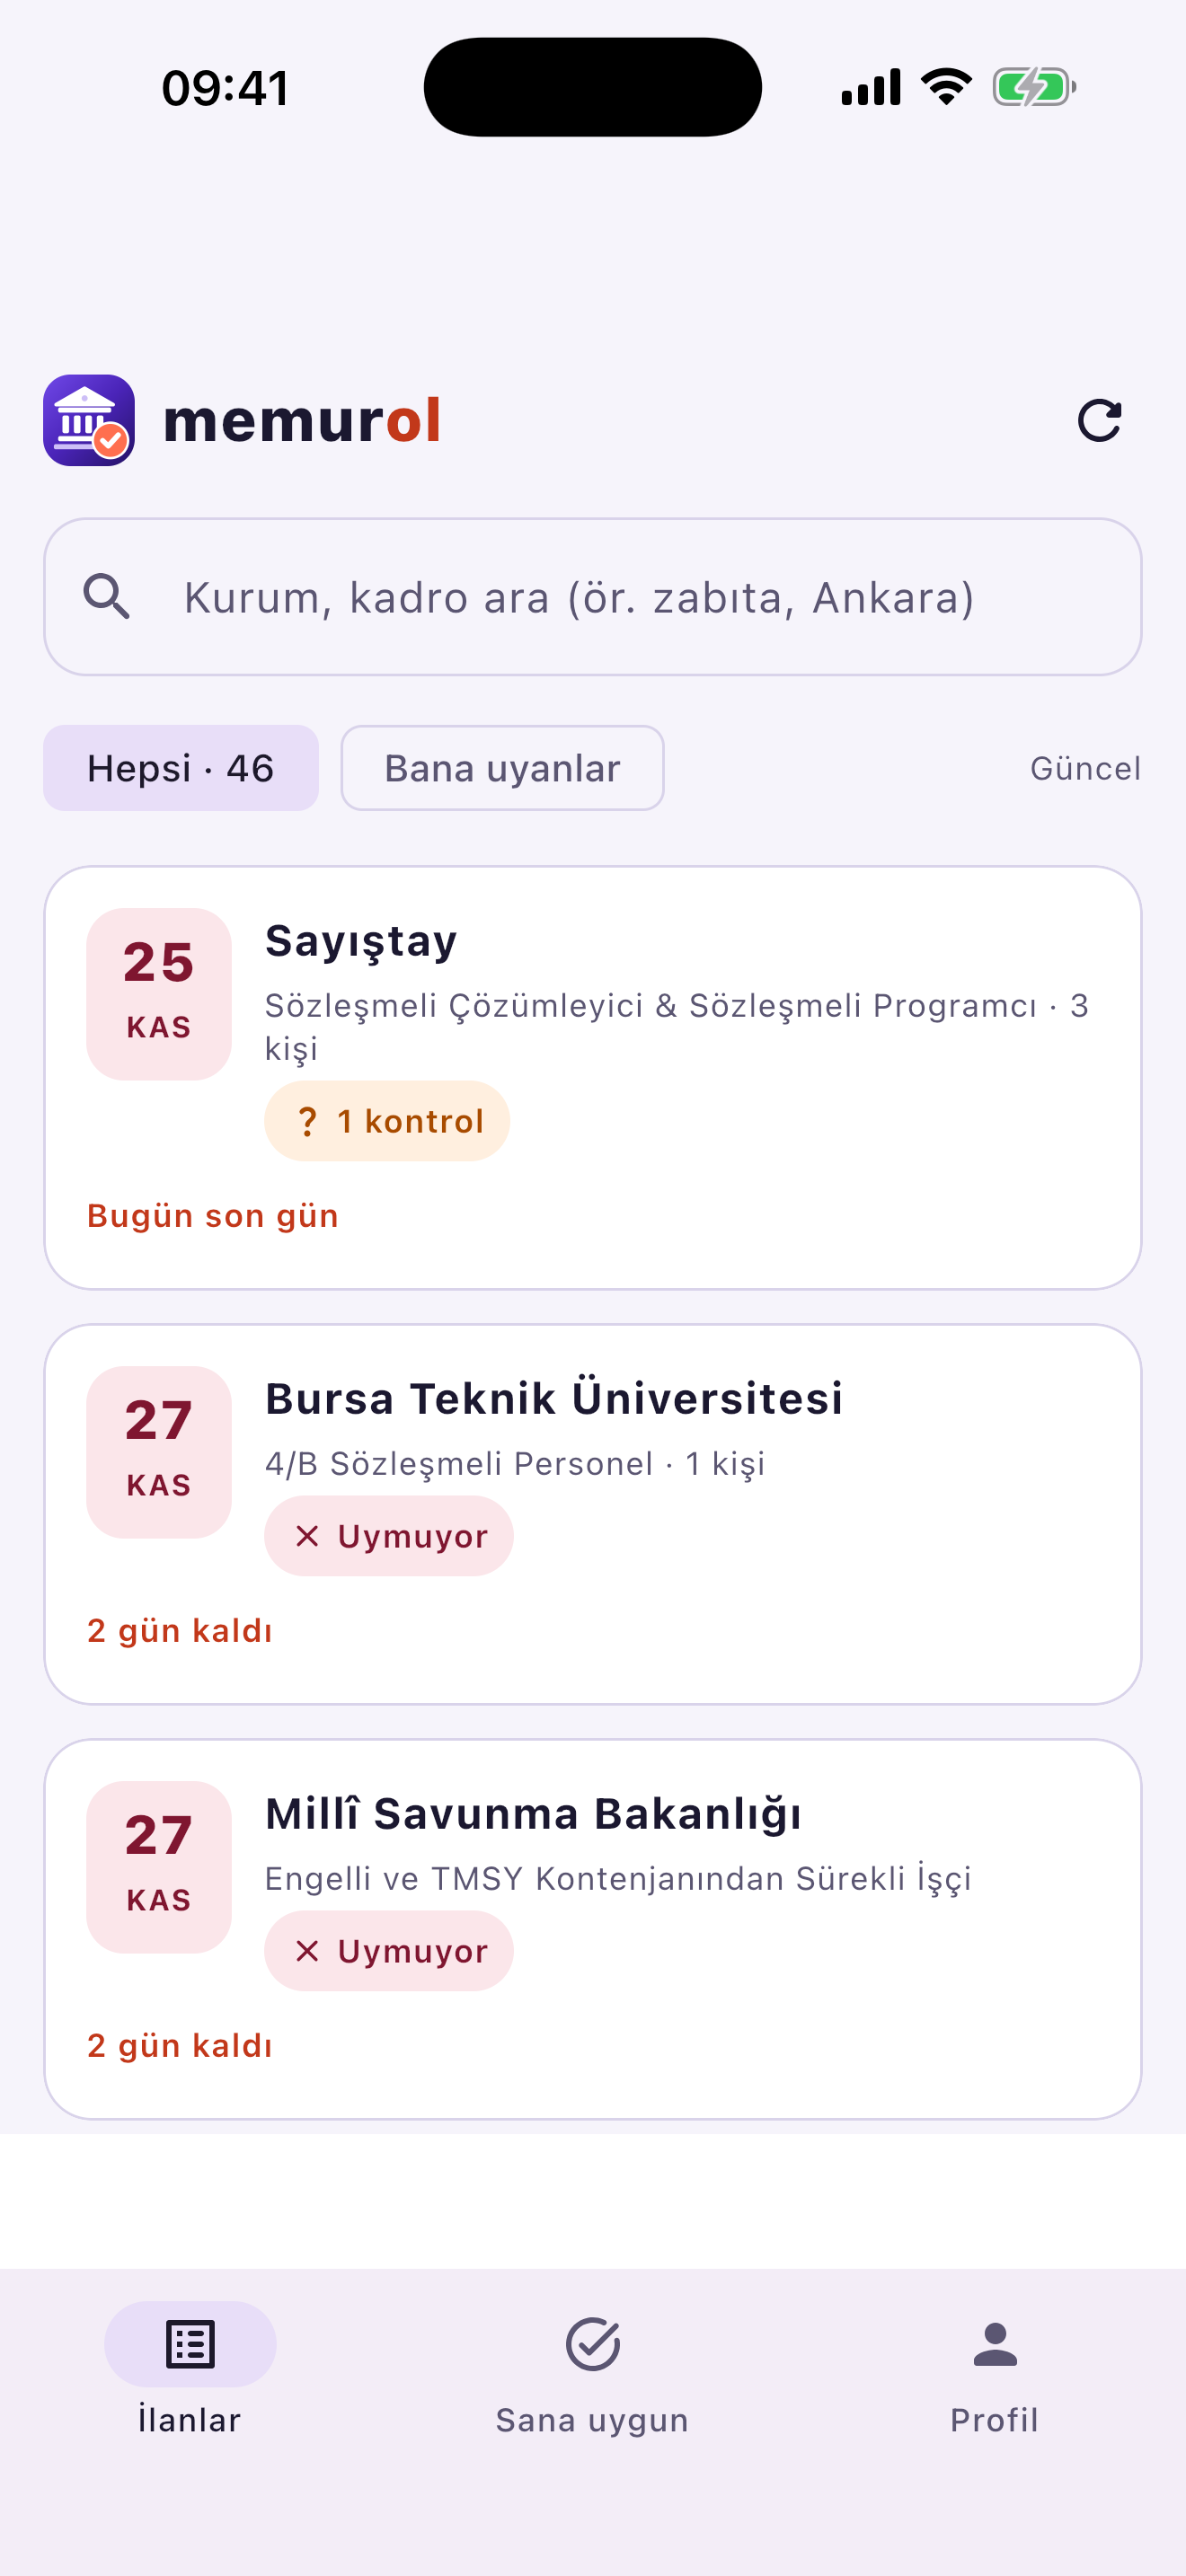 09:41
memurol
Kurum, kadro ara (ör. zabıta, Ankara)
Hepsi · 46
Bana uyanlar
Güncel
25
KAS
Sayıştay
Sözleşmeli Çözümleyici & Sözleşmeli Programcı · 3
kişi
? 1 kontrol
Bugün son gün
27
KAS
Bursa Teknik Üniversitesi
4/B Sözleşmeli Personel · 1 kişi
Uymuyor
2 gün kaldı
27
KAS
Millî Savunma Bakanlığı
Engelli ve TMSY Kontenjanından Sürekli İşçi
Uymuyor
2 gün kaldı
İlanlar
Sana uygun
Profil